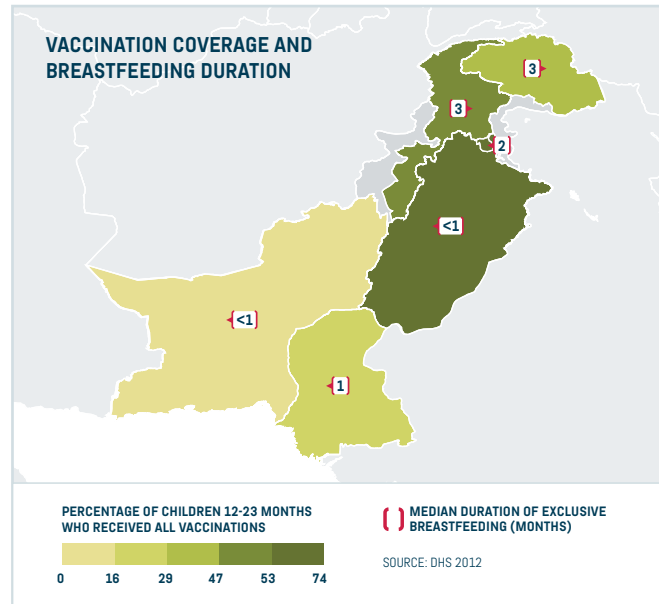 VACCINATION COVERAGE AND
BREASTFEEDING DURATION
3
3
2
<1
<1
1
PERCENTAGE OF CHILDREN 12-23 MONTHS
WHO RECEIVED ALL VACCINATIONS
0 16 29 47 53 74
MEDIAN DURATION OF EXCLUSIVE
BREASTFEEDING (MONTHS)
SOURCE: DHS 2012